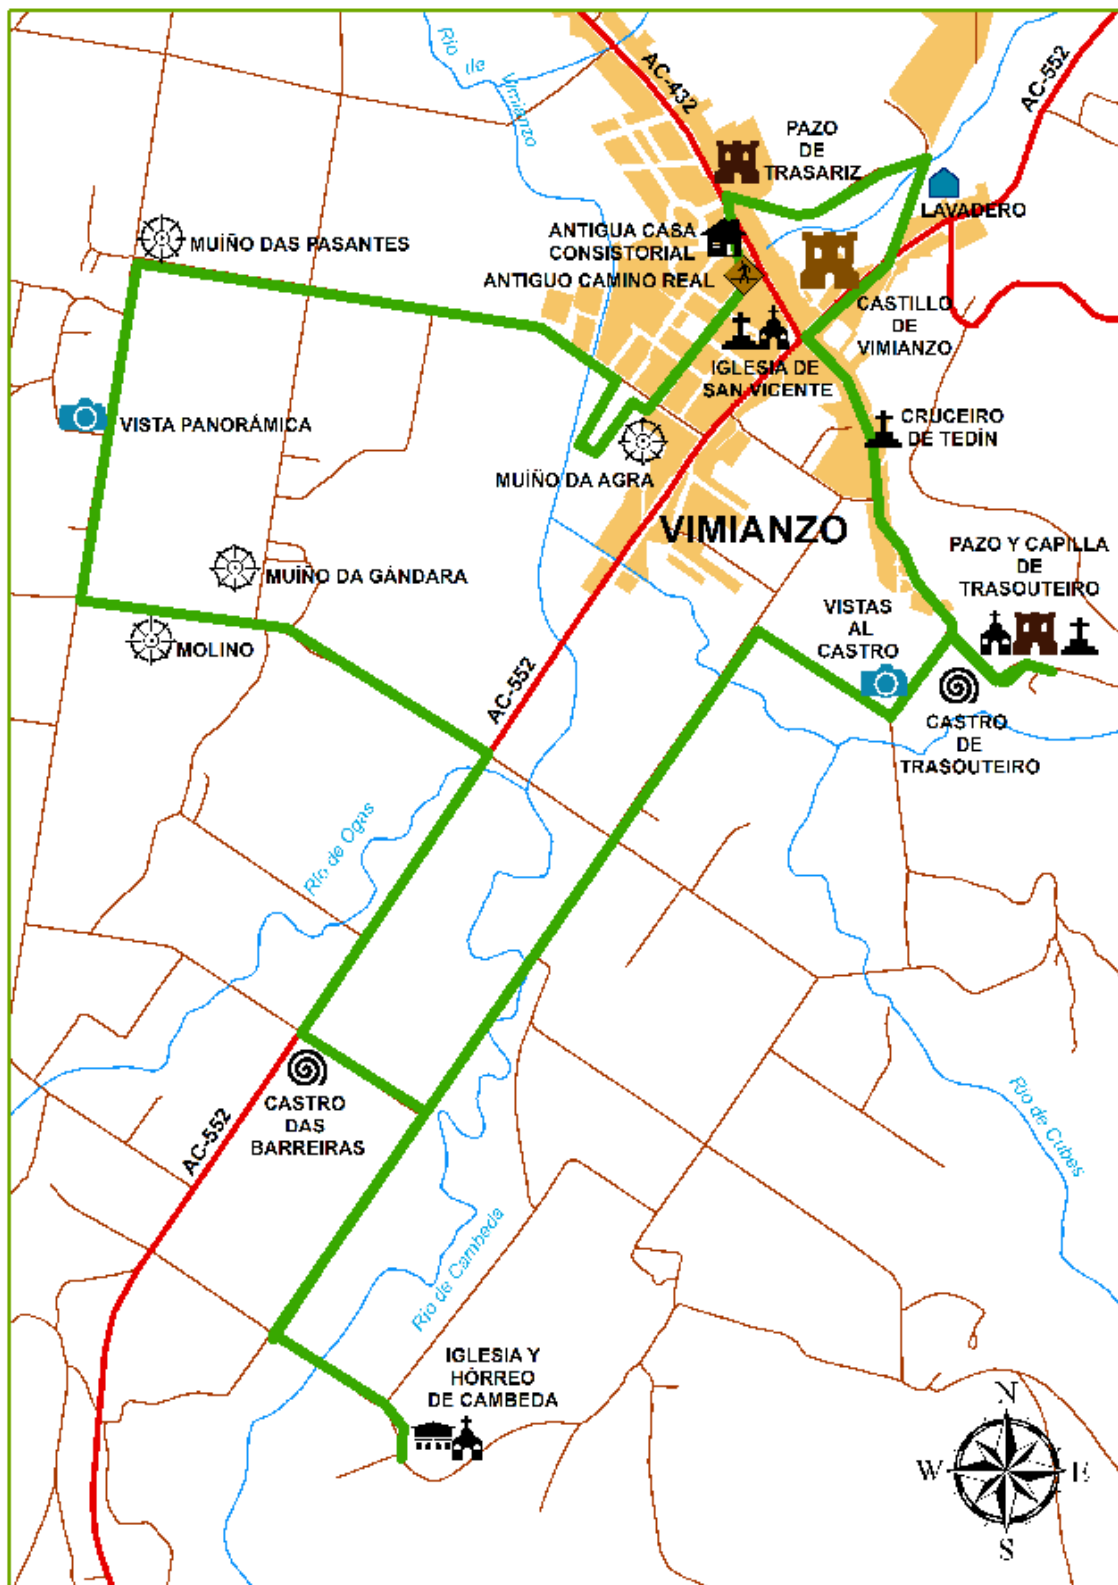 Río de Vimianzo
AC-432
AC-552
PAZO
DE
TRASARIZ
LAVADERO
ANTIGUA CASA
CONSISTORIAL
ANTIGUO CAMINO REAL
MUÍÑO DAS PASANTES
CASTILLO
DE
VIMIANZO
IGLESIA DE
SAN VICENTE
VISTA PANORÁMICA
CRUCEIRO
DE TEDÍN
MUIÑO DA AGRA
VIMIANZO
PAZO Y CAPILLA
DE
TRASOUTEIRO
MUÍÑO DA GÁNDARA
VISTAS
AL
CASTRO
MOLINO
AC-552
CASTRO
DE
TRASOUTEIRO
Río de Ogas
CASTRO
DAS
BARREIRAS
AC-552
Río de Cubes
Río de Cambeda
IGLESIA Y
HÓRREO
DE CAMBEDA
N
W
E
S